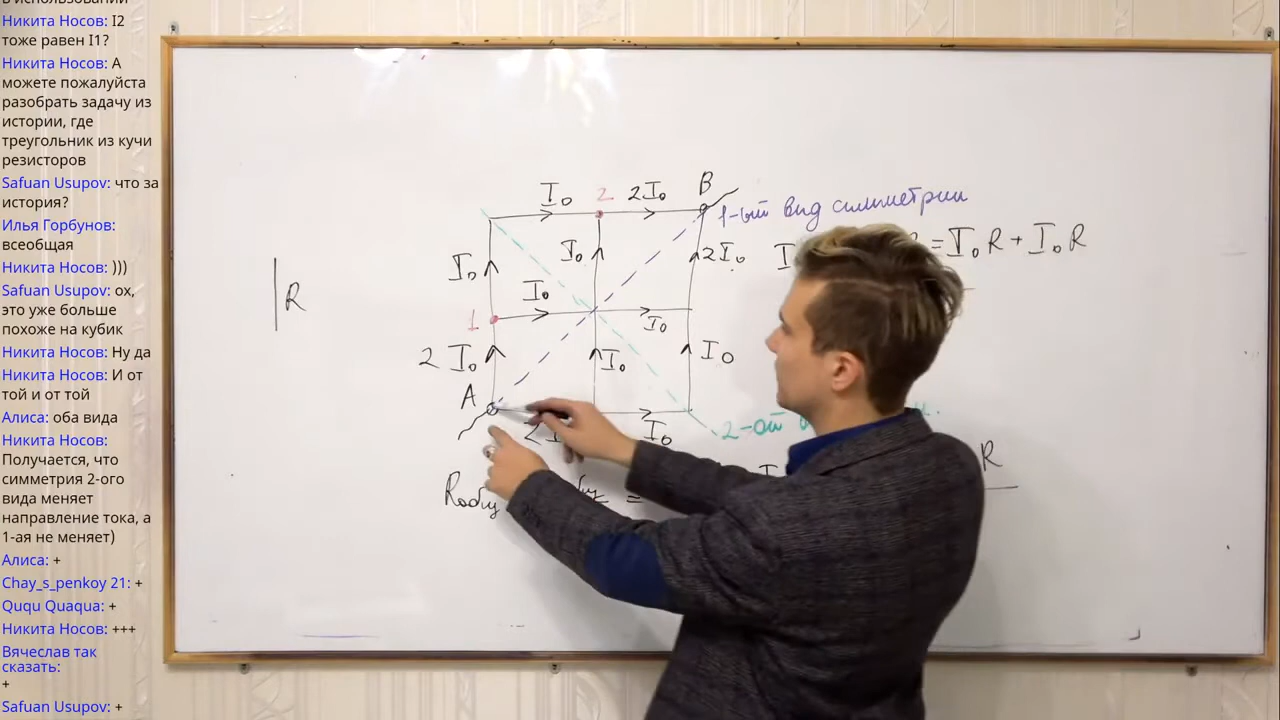 в использовании
Никита Носов: I2
тоже равен I1?
Никита Носов: А
можете пожалуйста
разобрать задачу из
истории, где
треугольник из кучи
резисторов
Safuan Usupov: что за
история?
Илья Горбунов:
всеобщая
Никита Носов: )))
Safuan Usupov: ох,
это уже больше
похоже на кубик
Никита Носов: Ну да
Никита Носов: И от
той и от той
Алиса: оба вида
Никита Носов:
Получается, что
симметрия 2-ого
вида меняет
направление тока, а
1-ая не меняет)
Алиса: +
Chay_s_penkoy 21: +
Ququ Quaqua: +
Никита Носов: +++
Вячеслав так
сказать:
+
Safuan Usupov: +
I₀ 2 2I₀ B
1-ый вид симметрии
I₀ I₀ 2I₀ I = I₀R + I₀R
R
I₀
1 I₀
2 I₀ I₀ I₀
A
2 I₀
2-ой
R
Rобщ =